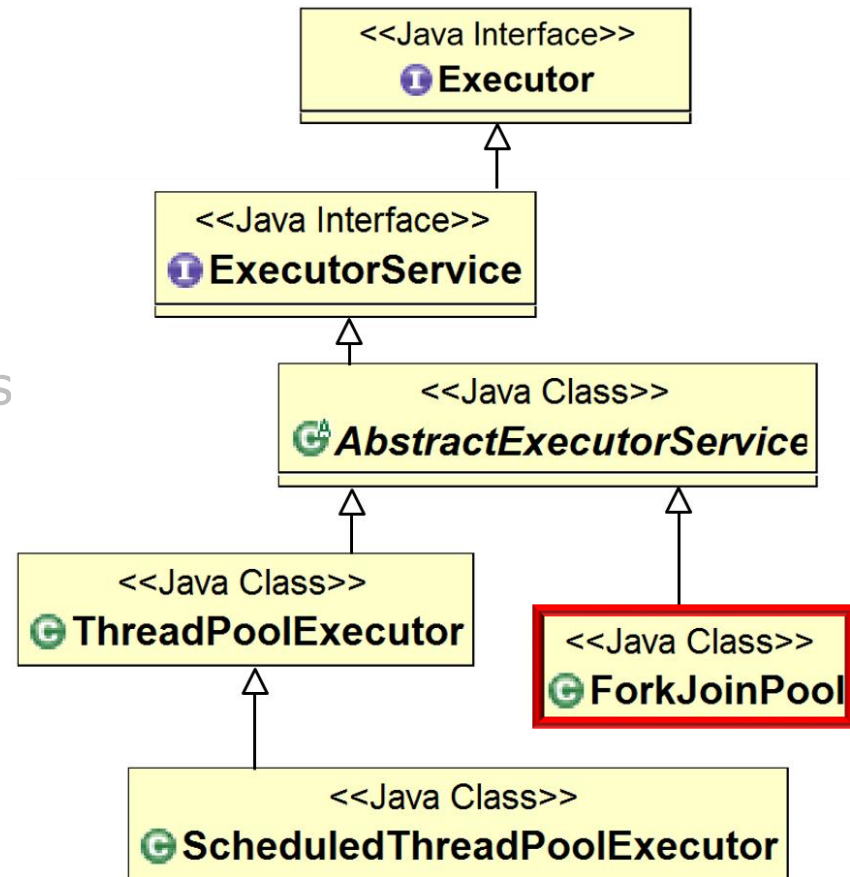 <<Java Interface>>
Executor
<<Java Interface>>
ExecutorService
s
<<Java Class>>
AbstractExecutorService
<<Java Class>>
ThreadPoolExecutor
<<Java Class>>
ForkJoinPool
<<Java Class>>
ScheduledThreadPoolExecutor